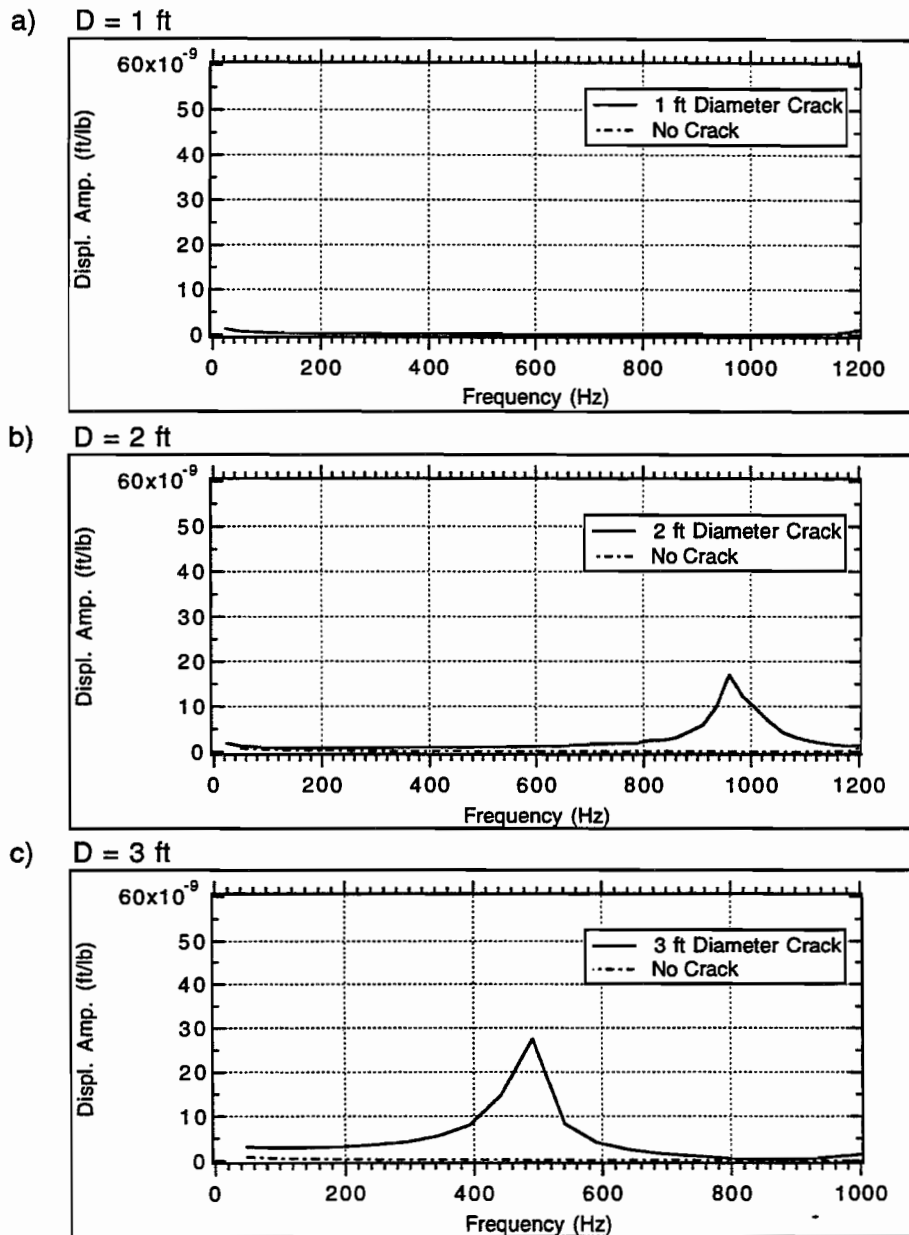 a) D = 1 ft
60x10-9
50
40
30
20
10
0
Displ. Amp. (ft/lb)
1 ft Diameter Crack
No Crack
0 200 400 600 800 1000 1200
Frequency (Hz)
b) D = 2 ft
60x10-9
50
40
30
20
10
0
Displ. Amp. (ft/lb)
2 ft Diameter Crack
No Crack
0 200 400 600 800 1000 1200
Frequency (Hz)
c) D = 3 ft
60x10-9
50
40
30
20
10
0
Displ. Amp. (ft/lb)
3 ft Diameter Crack
No Crack
0 200 400 600 800 1000
Frequency (Hz)